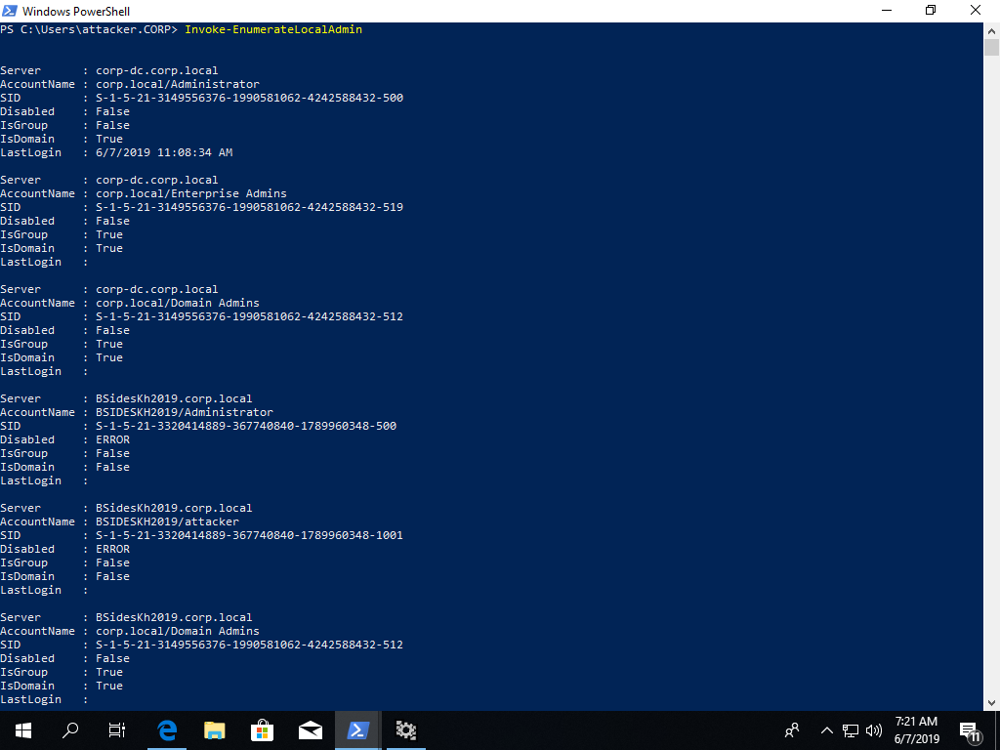 Windows PowerShell
PS C:\Users\attacker.CORP> Invoke-EnumerateLocalAdmin
Server : corp-dc.corp.local
AccountName : corp.local/Administrator
SID : S-1-5-21-3149556376-1990581062-4242588432-500
Disabled : False
IsGroup : False
IsDomain : True
LastLogin : 6/7/2019 11:08:34 AM
Server : corp-dc.corp.local
AccountName : corp.local/Enterprise Admins
SID : S-1-5-21-3149556376-1990581062-4242588432-519
Disabled : False
IsGroup : True
IsDomain : True
LastLogin :
Server : corp-dc.corp.local
AccountName : corp.local/Domain Admins
SID : S-1-5-21-3149556376-1990581062-4242588432-512
Disabled : False
IsGroup : True
IsDomain : True
LastLogin :
Server : BSidesKh2019.corp.local
AccountName : BSIDESKH2019/Administrator
SID : S-1-5-21-3320414889-367740840-1789960348-500
Disabled : ERROR
IsGroup : False
IsDomain : False
LastLogin :
Server : BSidesKh2019.corp.local
AccountName : BSIDESKH2019/attacker
SID : S-1-5-21-3320414889-367740840-1789960348-1001
Disabled : ERROR
IsGroup : False
IsDomain : False
LastLogin :
Server : BSidesKh2019.corp.local
AccountName : corp.local/Domain Admins
SID : S-1-5-21-3149556376-1990581062-4242588432-512
Disabled : False
IsGroup : True
IsDomain : True
LastLogin :
7:21 AM
6/7/2019
11